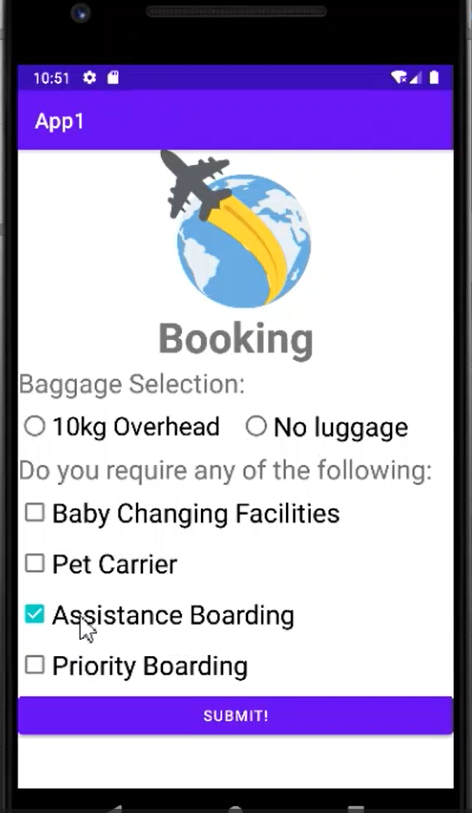 10:51
App1
Booking
Baggage Selection:
10kg Overhead No luggage
Do you require any of the following:
Baby Changing Facilities
Pet Carrier
Assistance Boarding
Priority Boarding
SUBMIT!